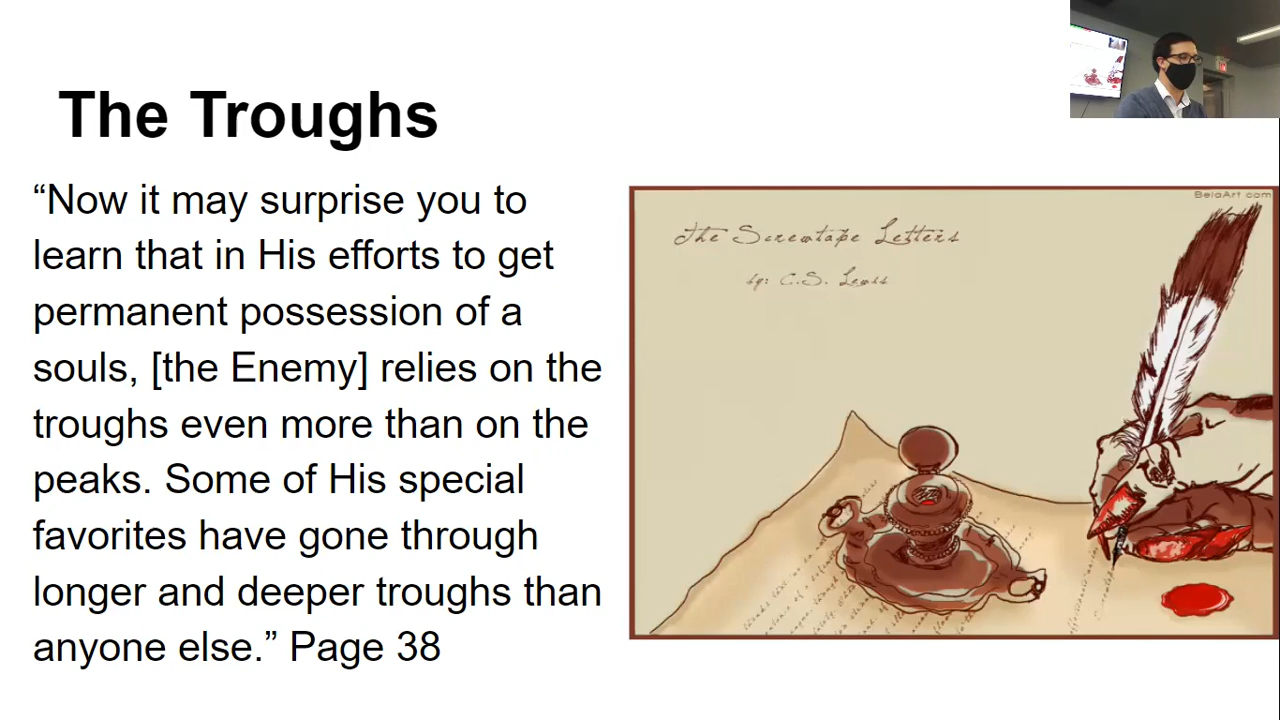 The Troughs
“Now it may surprise you to
learn that in His efforts to get
permanent possession of a
souls, [the Enemy] relies on the
troughs even more than on the
peaks. Some of His special
favorites have gone through
longer and deeper troughs than
anyone else.” Page 38
BelaArt.com
The Screwtape Letters
by: C.S. Lewis